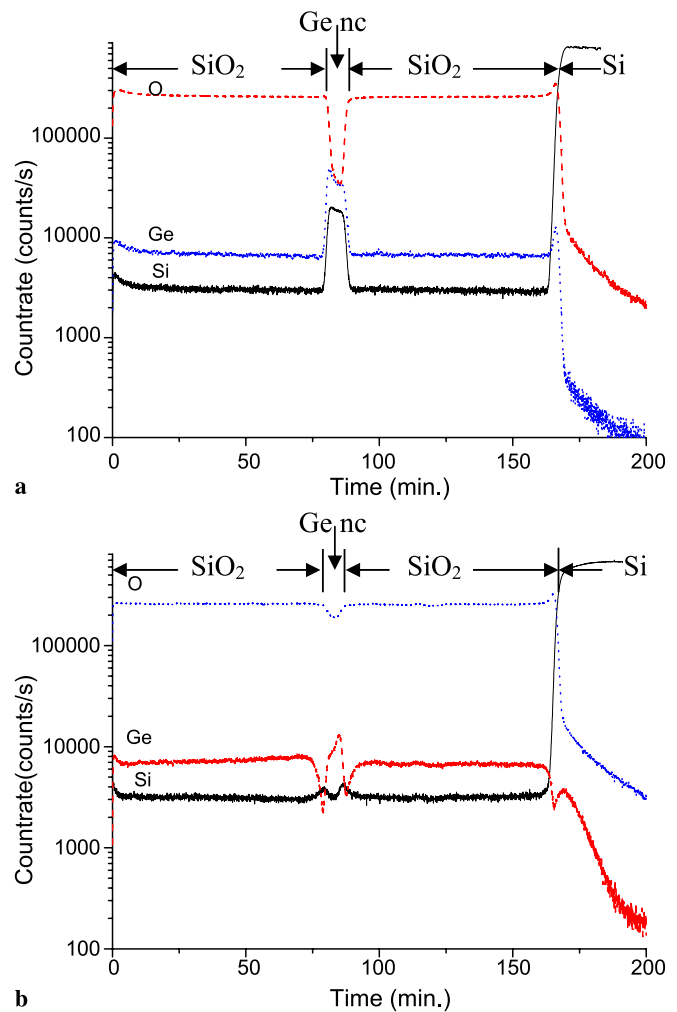 Ge nc
SiO₂ SiO₂ Si
O
100000
Ge
10000
Si
1000
100
0 50 100 150 200
Countrate (counts/s)
a
Time (min.)
Ge nc
SiO₂ SiO₂ Si
O
100000
Ge
10000
Si
1000
100
0 50 100 150 200
Countrate(counts/s)
b
Time (min.)